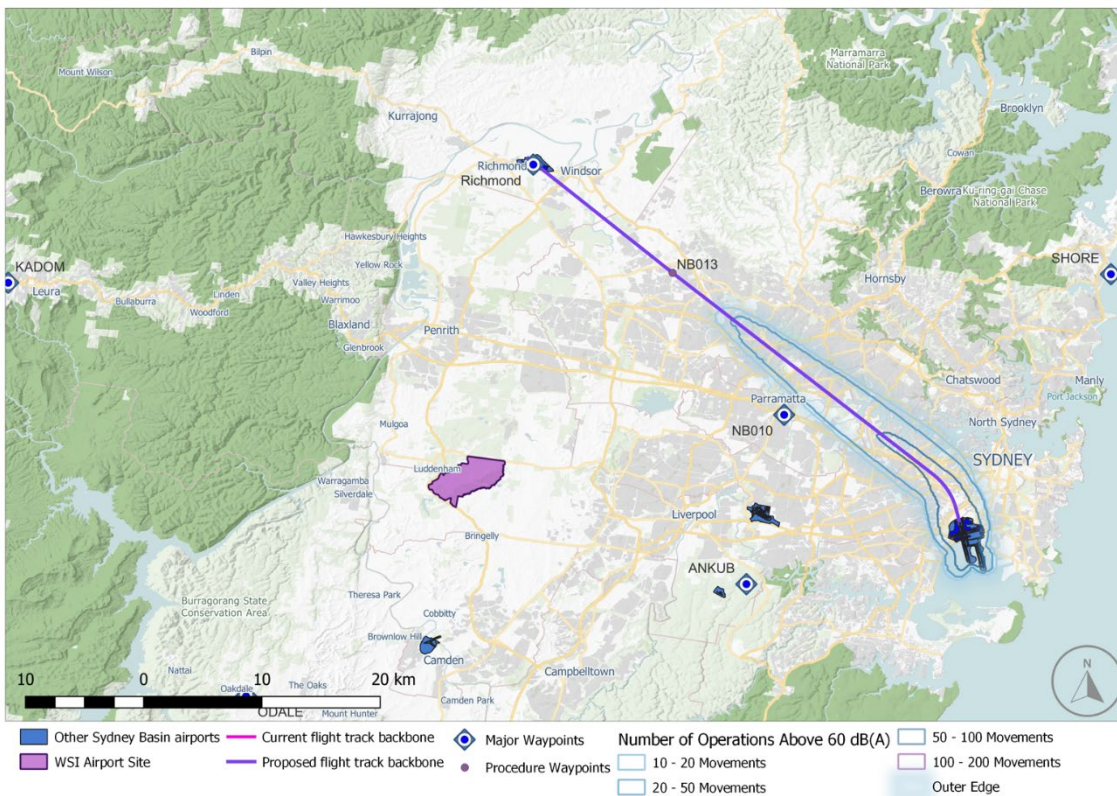 Marramarra
National Park
Bilpin
Mount Wilson
Brooklyn
Kurrajong
Cowan
Richmond
Windsor
Richmond
Berowra
Ku-ring-gai Chase
National Park
Hawkesbury Heights
KADOM
Yellow Rock
NB013
SHORE
Leura
Linden
Valley Heights
Hornsby
Bullaburra
Woodford
Warrimoo
Blaxland
Penrith
Glenbrook
Chatswood
Manly
Parramatta
Port Jackson
Mulgoa
NB010
North Sydney
SYDNEY
Luddenham
Warragamba
Silverdale
Liverpool
Bringelly
ANKUB
Theresa Park
Burragorang State
Conservation Area
Cobbitty
Brownlow Hill
Camden
Campbelltown
N
Nattai
10 0 10 20 km
Oakdale
The Oaks
Camden Park
ODALE
Mount Hunter
Other Sydney Basin airports
Current flight track backbone
Major Waypoints
Number of Operations Above 60 dB(A)
50 - 100 Movements
WSI Airport Site
Proposed flight track backbone
Procedure Waypoints
10 - 20 Movements
100 - 200 Movements
20 - 50 Movements
Outer Edge